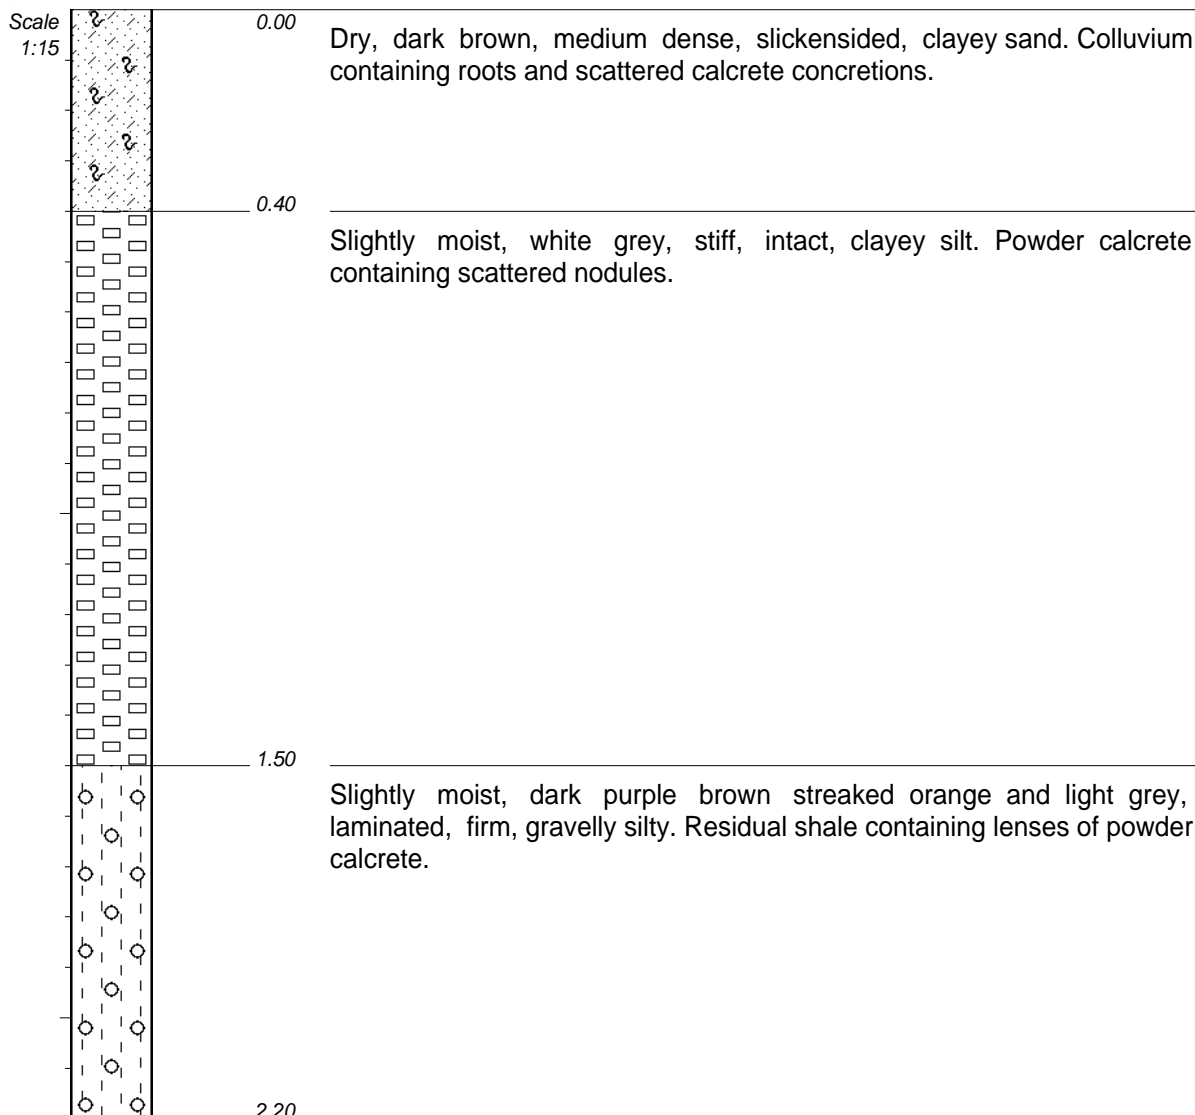 Scale
1:15
0.00
Dry, dark brown, medium dense, slickensided, clayey sand. Colluvium
containing roots and scattered calcrete concretions.
0.40
Slightly moist, white grey, stiff, intact, clayey silt. Powder calcrete
containing scattered nodules.
1.50
Slightly moist, dark purple brown streaked orange and light grey,
laminated, firm, gravelly silty. Residual shale containing lenses of powder
calcrete.
2.20